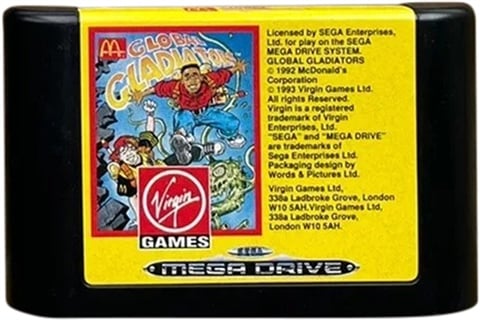 M
GLOBAL
GLADIATORS
Virgin
GAMES
Licensed by SEGA Enterprises,
Ltd. for play on the SEGA
MEGA DRIVE SYSTEM.
GLOBAL GLADIATORS
© 1992 McDonald's
Corporation
© 1993 Virgin Games Ltd.
All rights Reserved.
Virgin is a registered
trademark of Virgin
Enterprises, Ltd.
"SEGA" and "MEGA DRIVE"
are trademarks of
Sega Enterprises Ltd.
Packaging design by
Words & Pictures Ltd.
Virgin Games Ltd,
338a Ladbroke Grove, London
W10 5AH.Virgin Games Ltd,
338a Ladbroke Grove,
London W10 5AH.
SEGA
MEGA DRIVE